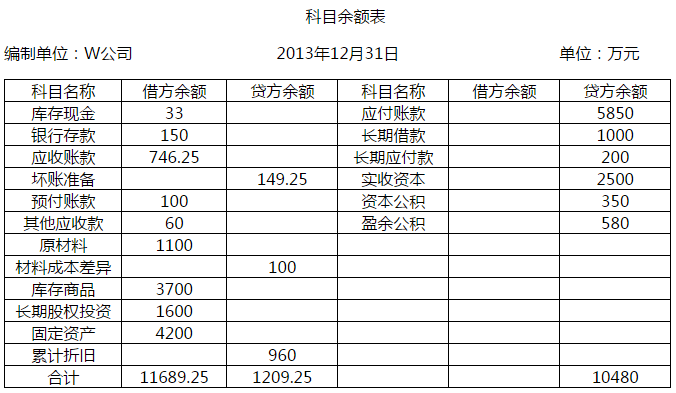 科目余额表
编制单位：W公司 2013年12月31日 单位：万元
科目名称 借方余额 贷方余额 科目名称 借方余额 贷方余额
库存现金 33 应付账款 5850
银行存款 150 长期借款 1000
应收账款 746.25 长期应付款 200
坏账准备 149.25 实收资本 2500
预付账款 100 资本公积 350
其他应收款 60 盈余公积 580
原材料 1100
材料成本差异 100
库存商品 3700
长期股权投资 1600
固定资产 4200
累计折旧 960
合计 11689.25 1209.25 10480